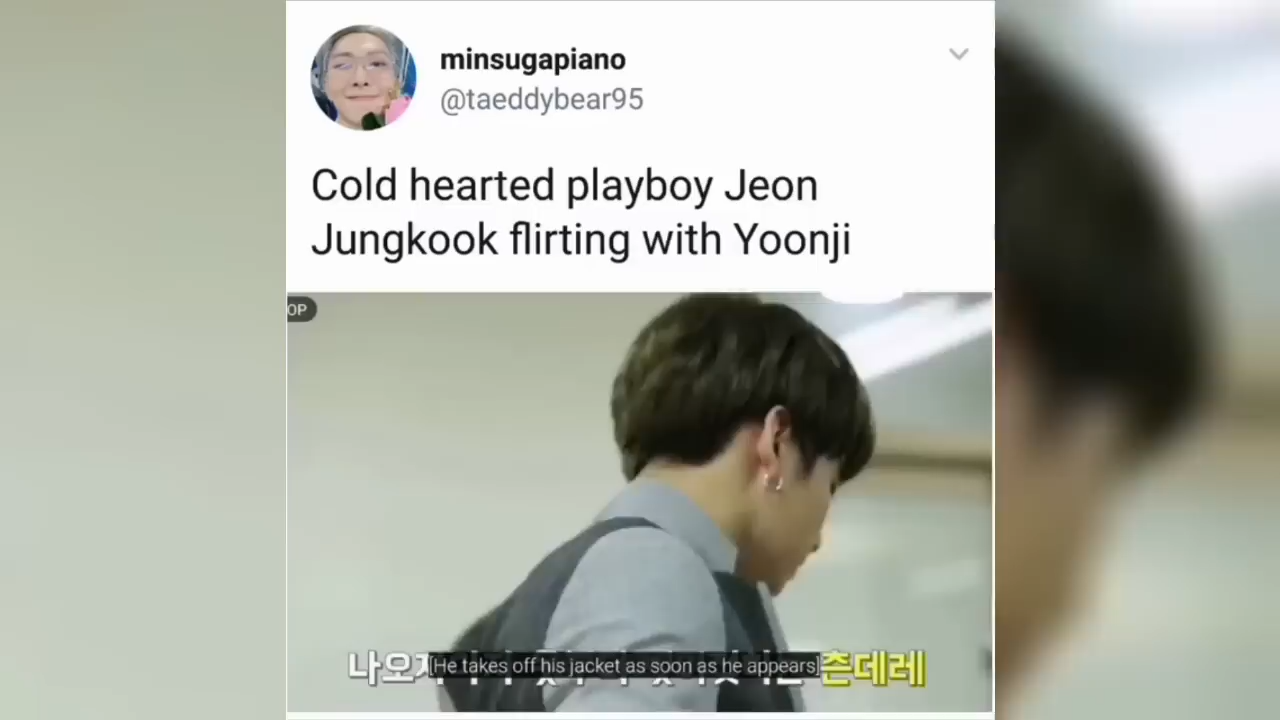 minsugapiano
@taeddybear95
Cold hearted playboy Jeon
Jungkook flirting with Yoonji
OP
[He takes off his jacket as soon as he appears]
츤데레